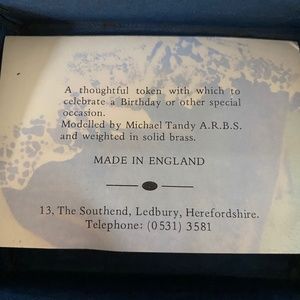 A thoughtful token with which to
celebrate a Birthday or other special
occasion.
Modelled by Michael Tandy A.R.B.S.
and weighted in solid brass.
MADE IN ENGLAND
13, The Southend, Ledbury, Herefordshire.
Telephone: (0531) 3581